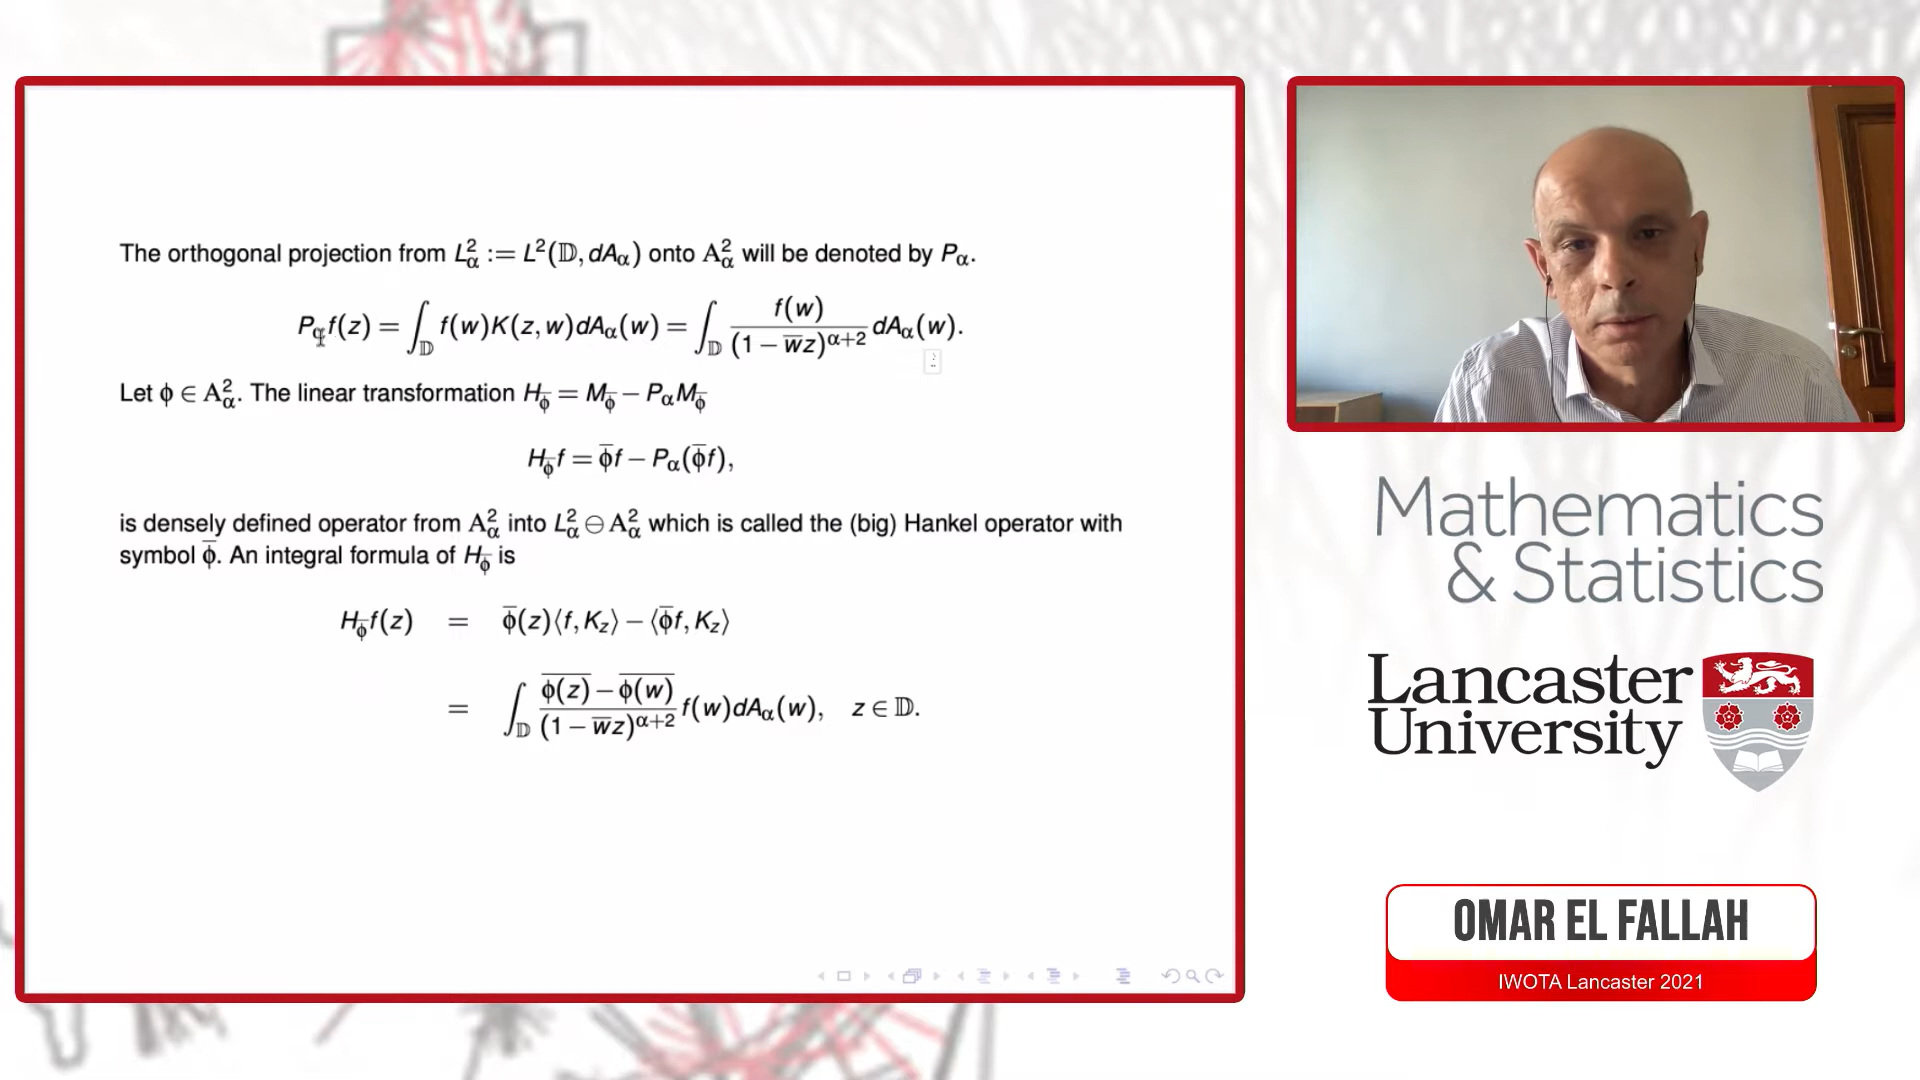 The orthogonal projection from L²_α := L²(𝔻, dA_α) onto A²_α will be denoted by P_α.
P_α f(z) = ∫_𝔻 f(w)K(z, w)dA_α(w) = ∫_𝔻 f(w) / (1 − w̅z)^{α+2} dA_α(w).
Let ϕ ∈ A²_α. The linear transformation H_ϕ̅ = M_ϕ̅ − P_α M_ϕ̅
H_ϕ̅ f = ϕ̅f − P_α(ϕ̅f),
is densely defined operator from A²_α into L²_α ⊖ A²_α which is called the (big) Hankel operator with
symbol ϕ̅. An integral formula of H_ϕ̅ is
H_ϕ̅ f(z) = ϕ̅(z)⟨f, K_z⟩ − ⟨ϕ̅f, K_z⟩
= ∫_𝔻 (\overline{ϕ(z)} − \overline{ϕ(w)}) / (1 − w̅z)^{α+2} f(w)dA_α(w), z ∈ 𝔻.
Mathematics
& Statistics
Lancaster
University
OMAR EL FALLAH
IWOTA Lancaster 2021